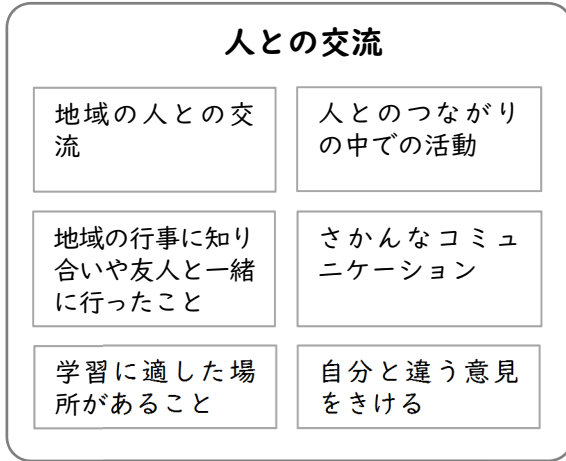 人との交流
地域の人との交
流
人とのつながり
の中での活動
地域の行事に知り
合いや友人と一緒
に行ったこと
さかんなコミュ
ニケーション
学習に適した場
所があること
自分と違う意見
をきける